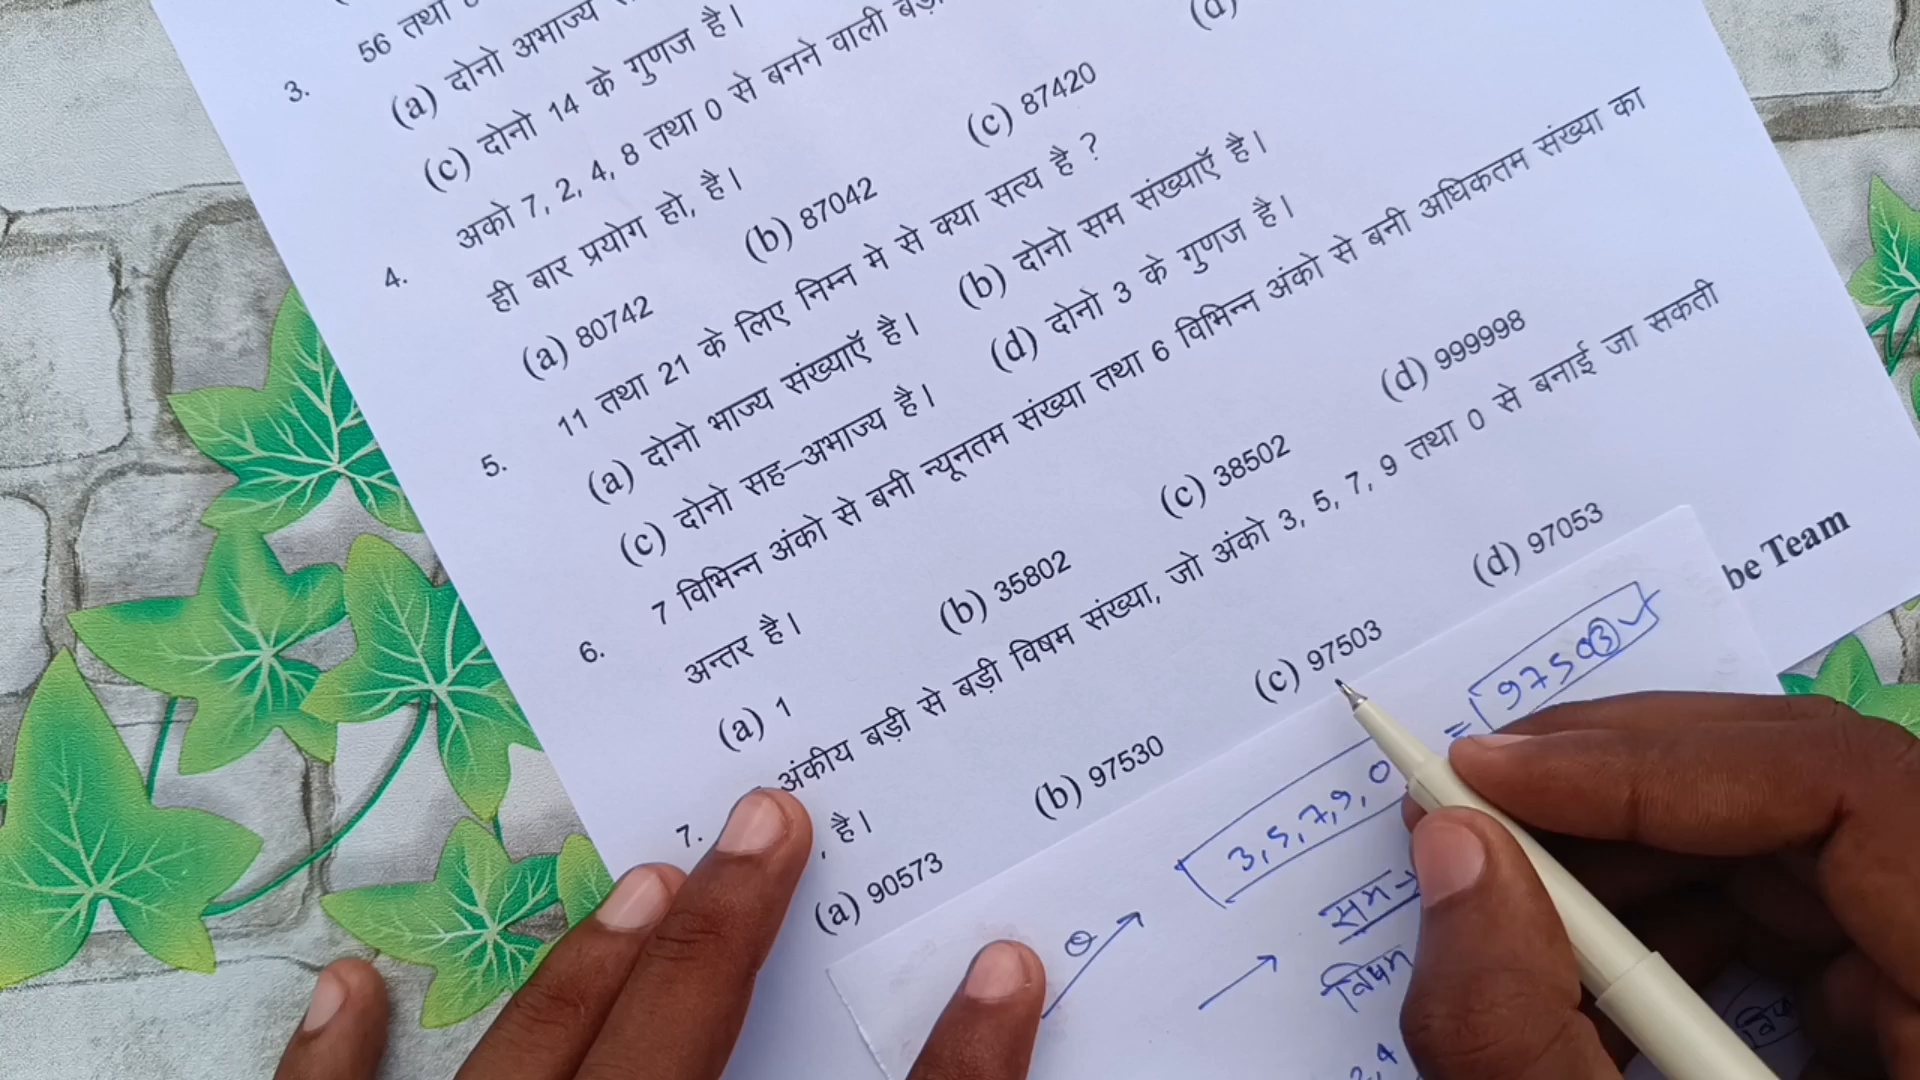 56 तथा
3. (a) दोनो अभाज्य
(c) दोनो 14 के गुणज है।
अको 7, 2, 4, 8 तथा 0 से बनने वाली
4. ही बार प्रयोग हो, है।
(a) 80742 (b) 87042 (c) 87420 (d)
11 तथा 21 के लिए निम्न मे से क्या सत्य है ?
5. (a) दोनो भाज्य संख्याऍ है। (b) दोनो सम संख्याऍ है।
(c) दोनो सह–अभाज्य है। (d) दोनो 3 के गुणज है।
7 विभिन्न अंको से बनी न्यूनतम संख्या तथा 6 विभिन्न अंको से बनी अधिकतम संख्या का
6. अन्तर है।
(a) 1 (b) 35802 (c) 38502 (d) 999998
अंकीय बड़ी से बड़ी विषम संख्या, जो अंको 3, 5, 7, 9 तथा 0 से बनाई जा सकती
7. , है।
(a) 90573 (b) 97530 (c) 97503 (d) 97053
be Team
3, 5, 7, 9, 0 = 97503
सम →
विषम